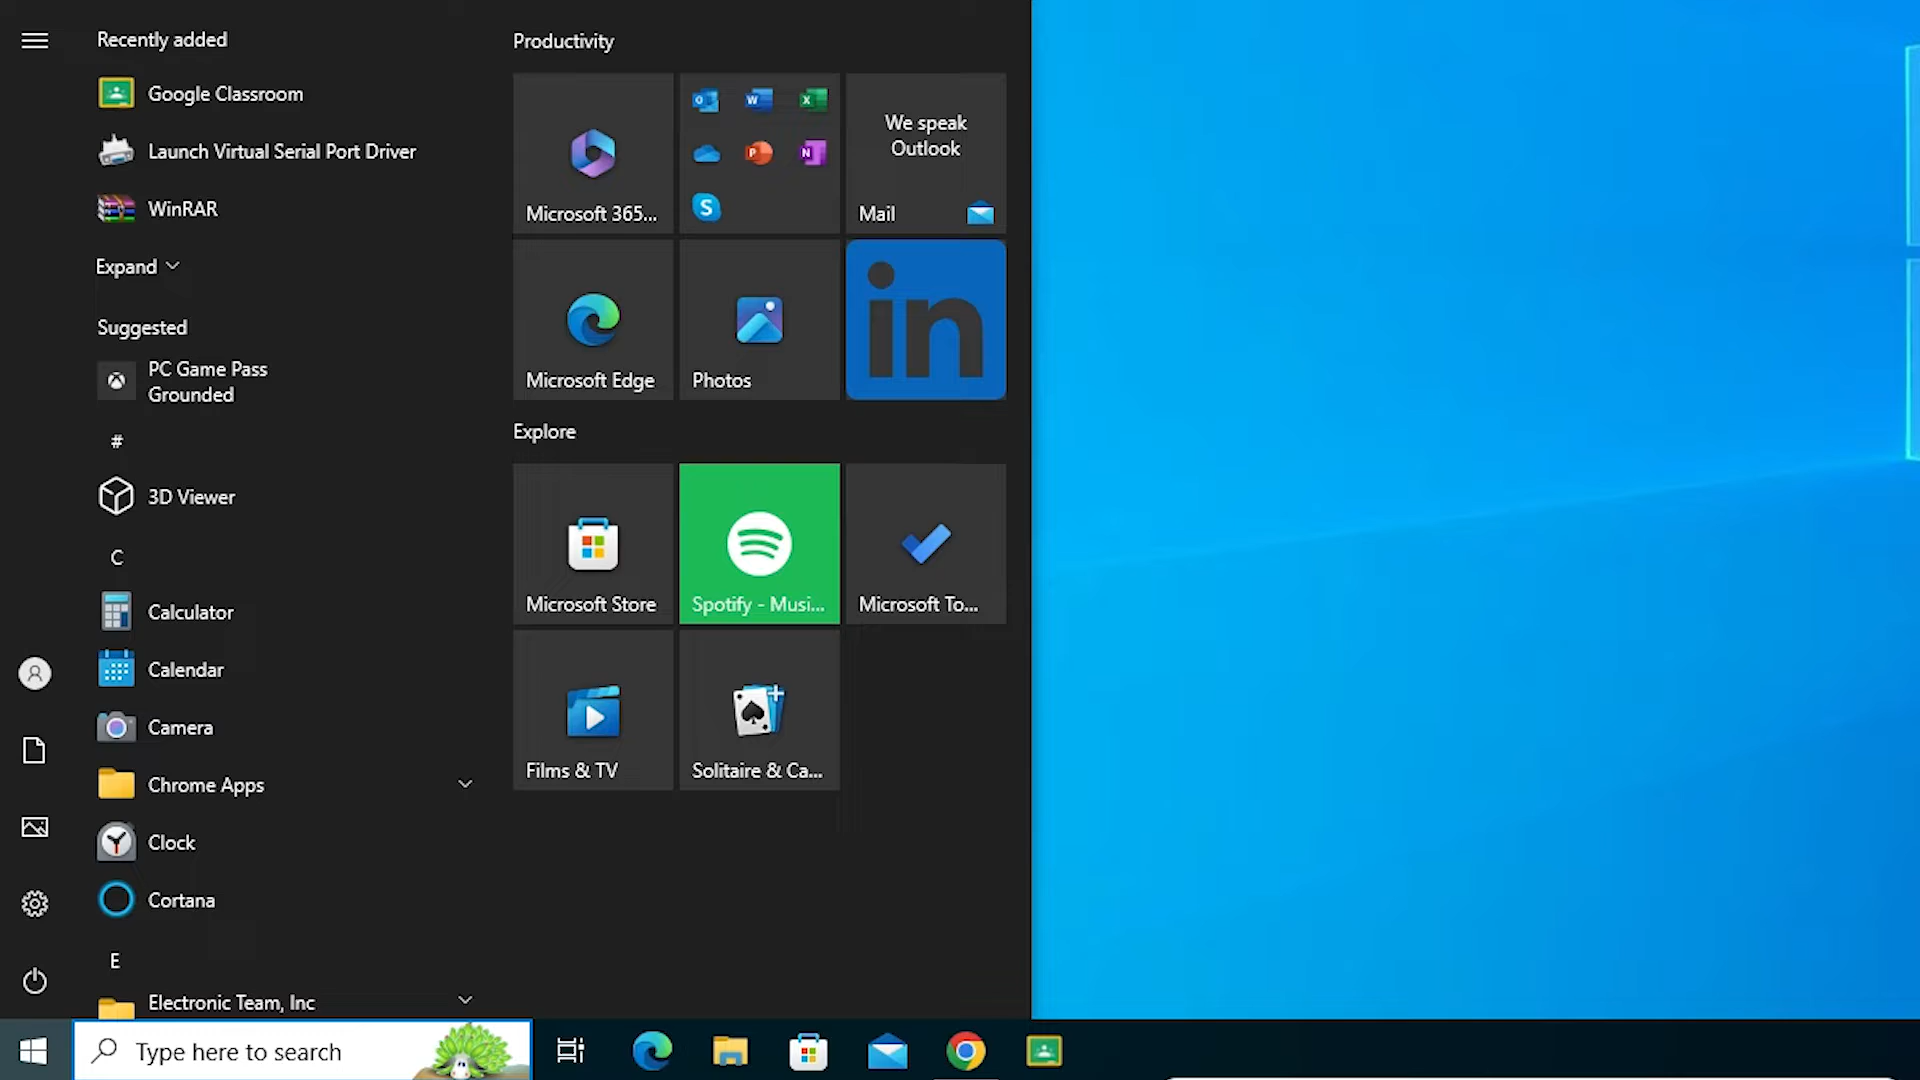 Recently added
Google Classroom
Launch Virtual Serial Port Driver
WinRAR
Expand
Suggested
PC Game Pass
Grounded
#
3D Viewer
C
Calculator
Calendar
Camera
Chrome Apps
Clock
Cortana
E
Electronic Team, Inc
Productivity
Microsoft 365...
O
W
X
P
N
S
We speak
Outlook
Mail
Microsoft Edge
Photos
in
Explore
Microsoft Store
Spotify - Musi...
Microsoft To...
Films & TV
Solitaire & Ca...
Type here to search